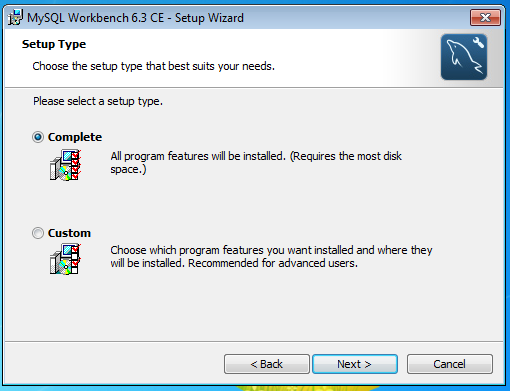 MySQL Workbench 6.3 CE - Setup Wizard
Setup Type
Choose the setup type that best suits your needs.
Please select a setup type.
Complete
All program features will be installed. (Requires the most disk
space.)
Custom
Choose which program features you want installed and where they
will be installed. Recommended for advanced users.
< Back
Next >
Cancel